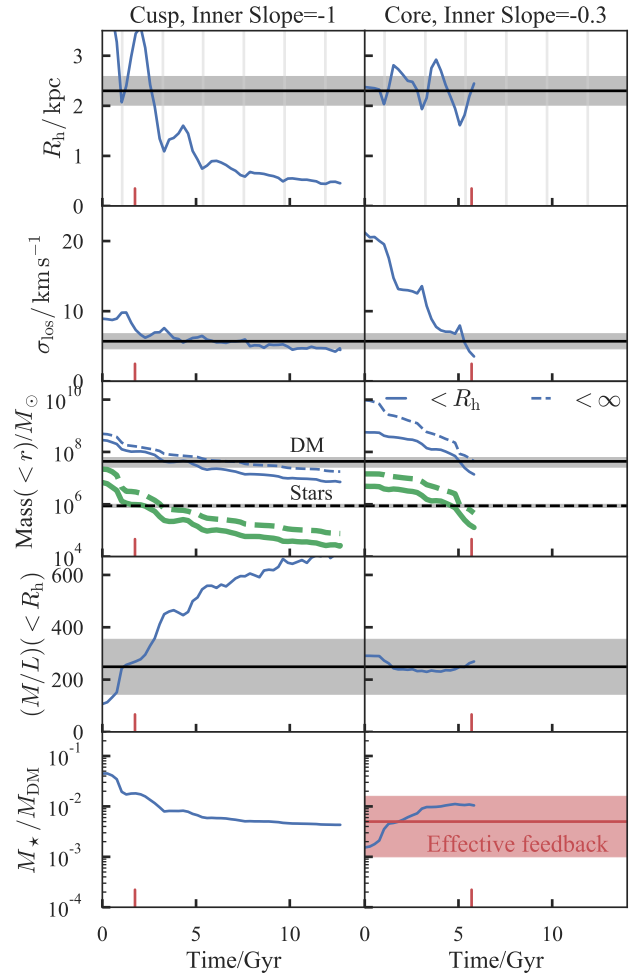 Cusp, Inner Slope=-1
Core, Inner Slope=-0.3
R_h / kpc
3
2
1
0
σ_los / km s^{-1}
20
10
0
Mass(< r)/M_⊙
10^{10}
10^8
10^6
10^4
DM
Stars
< R_h
< ∞
(M/L)(< R_h)
600
400
200
0
M_⋆/M_DM
10^{-1}
10^{-2}
10^{-3}
10^{-4}
Effective feedback
0 5 10
0 5 10
Time/Gyr
Time/Gyr